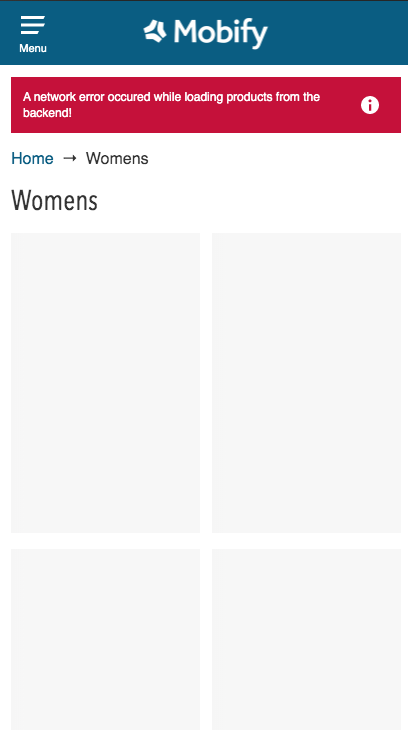 Mobify
Menu
A network error occured while loading products from the
backend!
Home → Womens
Womens